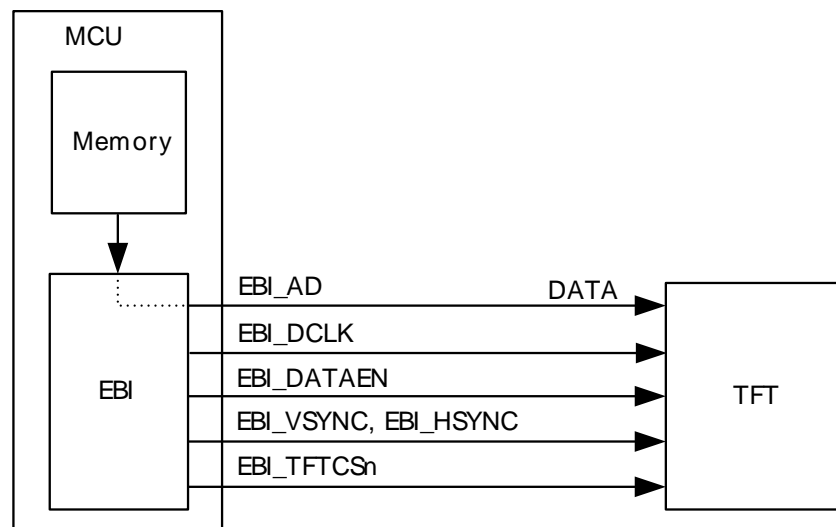 MCU
Memory
EBI_AD DATA
EBI_DCLK
EBI_DATAEN
EBI TFT
EBI_VSYNC, EBI_HSYNC
EBI_TFTCSn